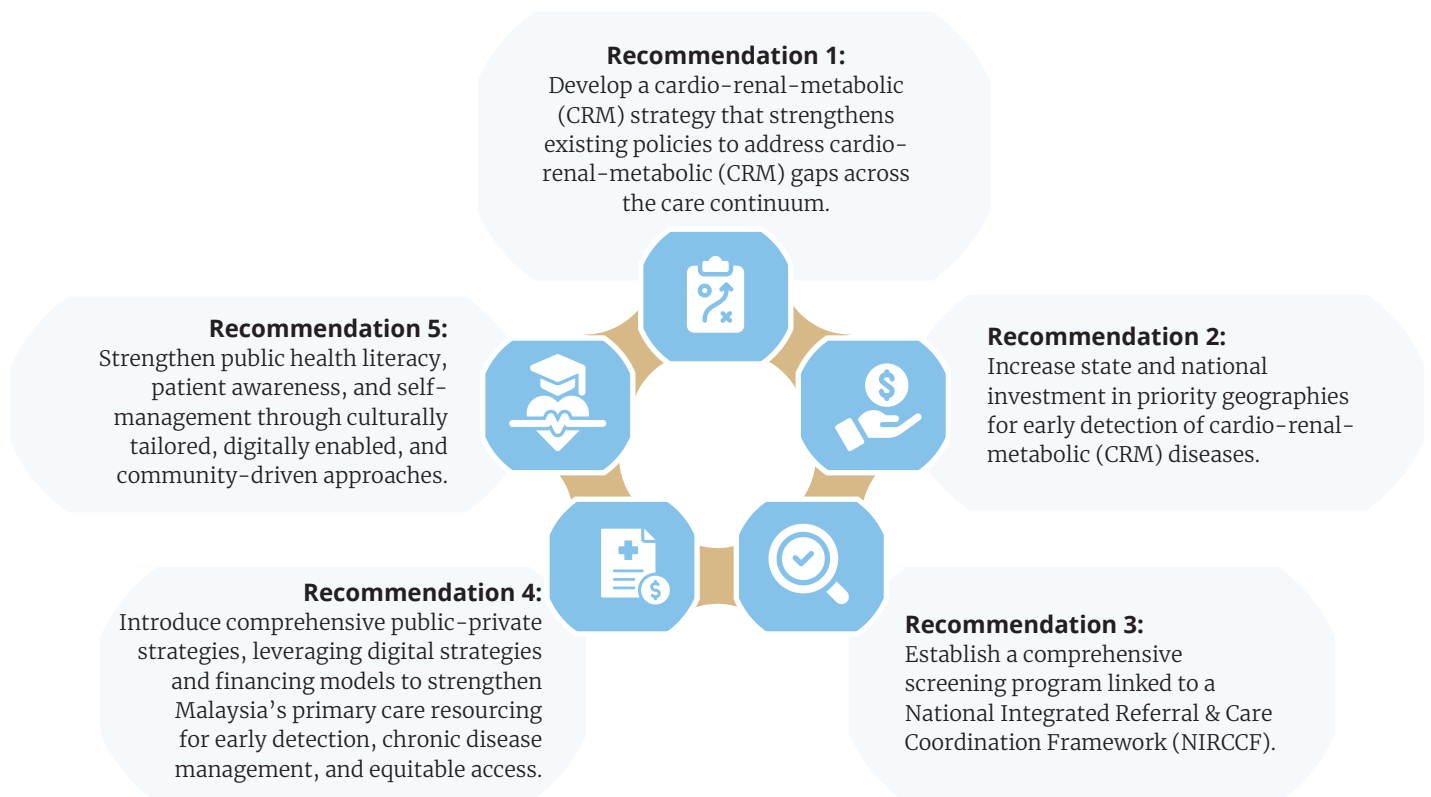 Recommendation 1:
Develop a cardio-renal-metabolic
(CRM) strategy that strengthens
existing policies to address cardio-
renal-metabolic (CRM) gaps across
the care continuum.
Recommendation 2:
Increase state and national
investment in priority geographies
for early detection of cardio-renal-
metabolic (CRM) diseases.
Recommendation 3:
Establish a comprehensive
screening program linked to a
National Integrated Referral & Care
Coordination Framework (NIRCCF).
Recommendation 4:
Introduce comprehensive public-private
strategies, leveraging digital strategies
and financing models to strengthen
Malaysia’s primary care resourcing
for early detection, chronic disease
management, and equitable access.
Recommendation 5:
Strengthen public health literacy,
patient awareness, and self-
management through culturally
tailored, digitally enabled, and
community-driven approaches.
$
$